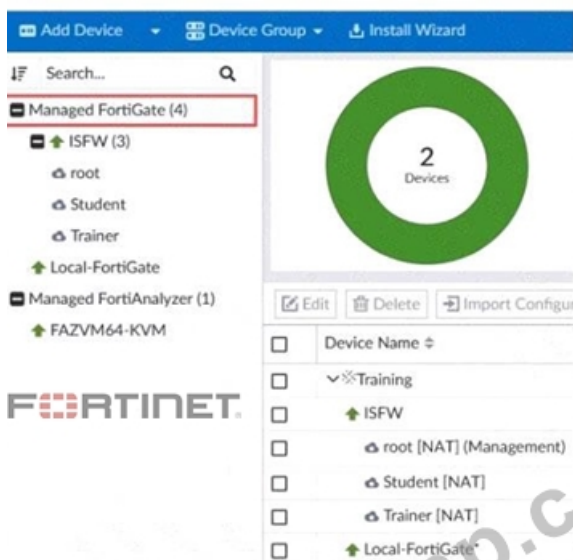 Add Device
Device Group
Install Wizard
Search...
Managed FortiGate (4)
ISFW (3)
root
Student
Trainer
Local-FortiGate
Managed FortiAnalyzer (1)
FAZVM64-KVM
FORTINET
2
Devices
Edit
Delete
Device Name
Training
ISFW
root [NAT] (Management)
Student [NAT]
Trainer [NAT]
Local-FortiGate*